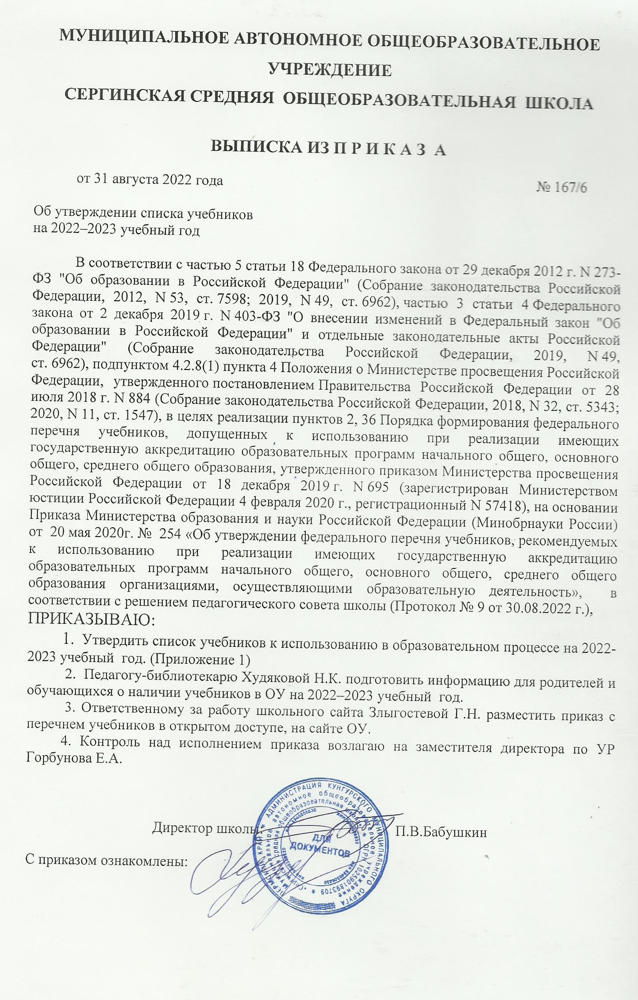 МУНИЦИПАЛЬНОЕ АВТОНОМНОЕ ОБЩЕОБРАЗОВАТЕЛЬНОЕ
УЧРЕЖДЕНИЕ
СЕРГИНСКАЯ СРЕДНЯЯ ОБЩЕОБРАЗОВАТЕЛЬНАЯ ШКОЛА
ВЫПИСКА ИЗ П Р И К А З А
от 31 августа 2022 года
№ 167/6
Об утверждении списка учебников
на 2022–2023 учебный год
В соответствии с частью 5 статьи 18 Федерального закона от 29 декабря 2012 г. N 273-
ФЗ "Об образовании в Российской Федерации" (Собрание законодательства Российской
Федерации, 2012, N 53, ст. 7598; 2019, N 49, ст. 6962), частью 3 статьи 4 Федерального
закона от 2 декабря 2019 г. N 403-ФЗ "О внесении изменений в Федеральный закон "Об
образовании в Российской Федерации" и отдельные законодательные акты Российской
Федерации" (Собрание законодательства Российской Федерации, 2019, N 49,
ст. 6962), подпунктом 4.2.8(1) пункта 4 Положения о Министерстве просвещения Российской
Федерации, утвержденного постановлением Правительства Российской Федерации от 28
июля 2018 г. N 884 (Собрание законодательства Российской Федерации, 2018, N 32, ст. 5343;
2020, N 11, ст. 1547), в целях реализации пунктов 2, 36 Порядка формирования федерального
перечня учебников, допущенных к использованию при реализации имеющих
государственную аккредитацию образовательных программ начального общего, основного
общего, среднего общего образования, утвержденного приказом Министерства просвещения
Российской Федерации от 18 декабря 2019 г. N 695 (зарегистрирован Министерством
юстиции Российской Федерации 4 февраля 2020 г., регистрационный N 57418), на основании
Приказа Министерства образования и науки Российской Федерации (Минобрнауки России)
от 20 мая 2020г. № 254 «Об утверждении федерального перечня учебников, рекомендуемых
к использованию при реализации имеющих государственную аккредитацию
образовательных программ начального общего, основного общего, среднего общего
образования организациями, осуществляющими образовательную деятельность», в
соответствии с решением педагогического совета школы (Протокол № 9 от 30.08.2022 г.),
ПРИКАЗЫВАЮ:
1. Утвердить список учебников к использованию в образовательном процессе на 2022-
2023 учебный год. (Приложение 1)
2. Педагогу-библиотекарю Худяковой Н.К. подготовить информацию для родителей и
обучающихся о наличии учебников в ОУ на 2022–2023 учебный год.
3. Ответственному за работу школьного сайта Злыгостевой Г.Н. разместить приказ с
перечнем учебников в открытом доступе, на сайте ОУ.
4. Контроль над исполнением приказа возлагаю на заместителя директора по УР
Горбунова Е.А.
Директор школы:
П.В.Бабушкин
С приказом ознакомлены:
ПЕРМСКИЙ КРАЙ * АДМИНИСТРАЦИЯ КУНГУРСКОГО МУНИЦИПАЛЬНОГО ОКРУГА
Муниципальное автономное общеобразовательное учреждение
средняя общеобразовательная школа» * ОГРН 1025901893709 *
ДЛЯ
ДОКУМЕНТОВ